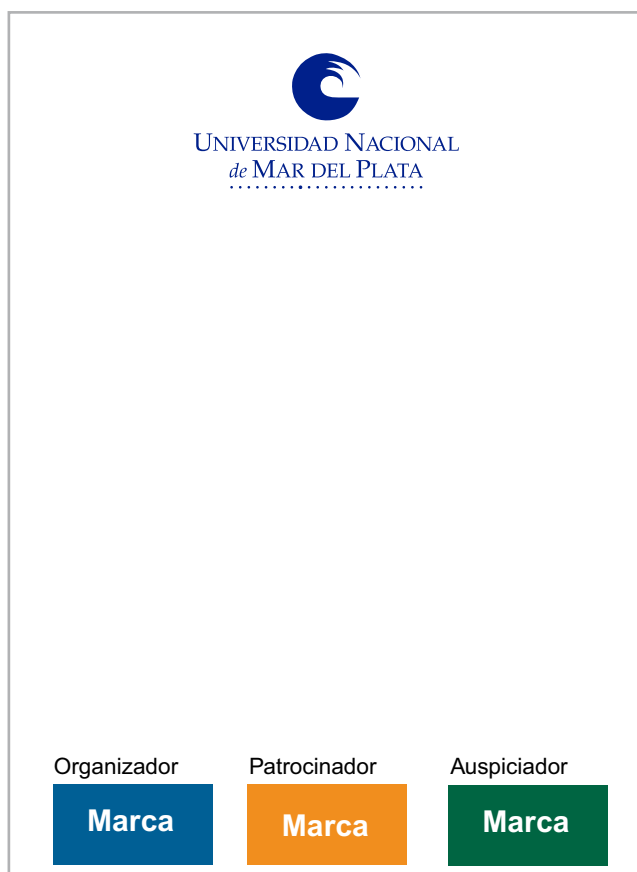 UNIVERSIDAD NACIONAL
de MAR DEL PLATA
Organizador Patrocinador Auspiciador
Marca Marca Marca